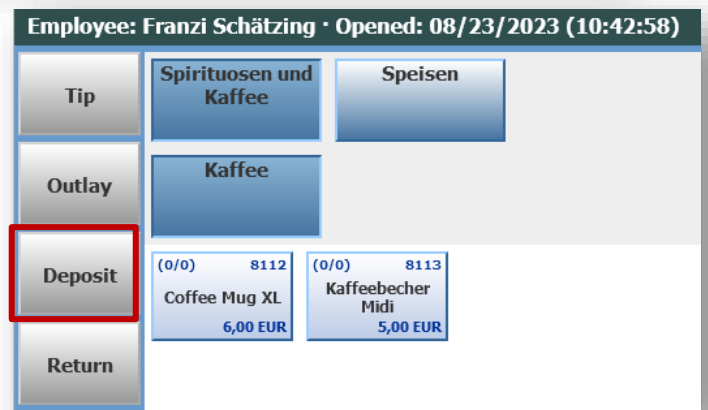 Employee: Franzi Schätzing · Opened: 08/23/2023 (10:42:58)
Tip
Spirituosen und
Kaffee
Speisen
Outlay
Kaffee
Deposit
(0/0) 8112
Coffee Mug XL
6,00 EUR
(0/0) 8113
Kaffeebecher
Midi
5,00 EUR
Return